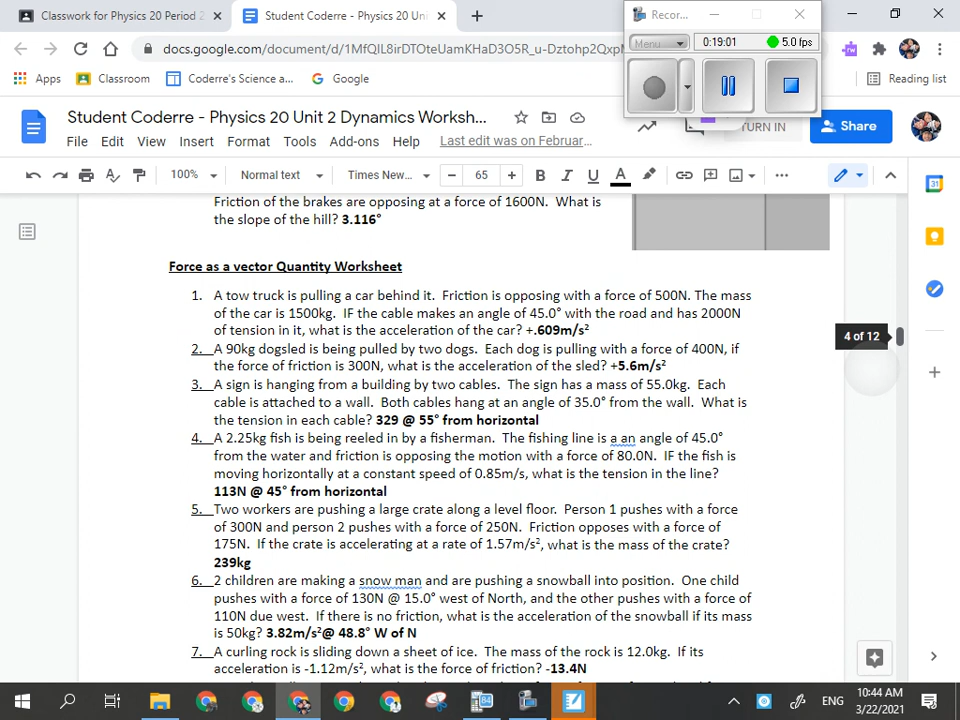 Classwork for Physics 20 Period 2
Student Coderre - Physics 20 Uni
Recor...
docs.google.com/document/d/1MfQIL8irDTOteUamKHaD3O5R_u-Dztohp2QxpM
Menu
0:19:01
5.0 fps
Apps
Classroom
Coderre's Science a...
Google
Reading list
Student Coderre - Physics 20 Unit 2 Dynamics Worksh...
File Edit View Insert Format Tools Add-ons Help Last edit was on Februar...
TURN IN
Share
100% Normal text Times New... 65
Friction of the brakes are opposing at a force of 1600N. What is
the slope of the hill? 3.116°
Force as a vector Quantity Worksheet
1. A tow truck is pulling a car behind it. Friction is opposing with a force of 500N. The mass
of the car is 1500kg. IF the cable makes an angle of 45.0° with the road and has 2000N
of tension in it, what is the acceleration of the car? +.609m/s²
2. A 90kg dogsled is being pulled by two dogs. Each dog is pulling with a force of 400N, if
the force of friction is 300N, what is the acceleration of the sled? +5.6m/s²
3. A sign is hanging from a building by two cables. The sign has a mass of 55.0kg. Each
cable is attached to a wall. Both cables hang at an angle of 35.0° from the wall. What is
the tension in each cable? 329 @ 55° from horizontal
4. A 2.25kg fish is being reeled in by a fisherman. The fishing line is a an angle of 45.0°
from the water and friction is opposing the motion with a force of 80.0N. IF the fish is
moving horizontally at a constant speed of 0.85m/s, what is the tension in the line?
113N @ 45° from horizontal
5. Two workers are pushing a large crate along a level floor. Person 1 pushes with a force
of 300N and person 2 pushes with a force of 250N. Friction opposes with a force of
175N. If the crate is accelerating at a rate of 1.57m/s², what is the mass of the crate?
239kg
6. 2 children are making a snow man and are pushing a snowball into position. One child
pushes with a force of 130N @ 15.0° west of North, and the other pushes with a force of
110N due west. If there is no friction, what is the acceleration of the snowball if its mass
is 50kg? 3.82m/s²@ 48.8° W of N
7. A curling rock is sliding down a sheet of ice. The mass of the rock is 12.0kg. If its
acceleration is -1.12m/s², what is the force of friction? -13.4N
4 of 12
31
84
ENG
10:44 AM
3/22/2021